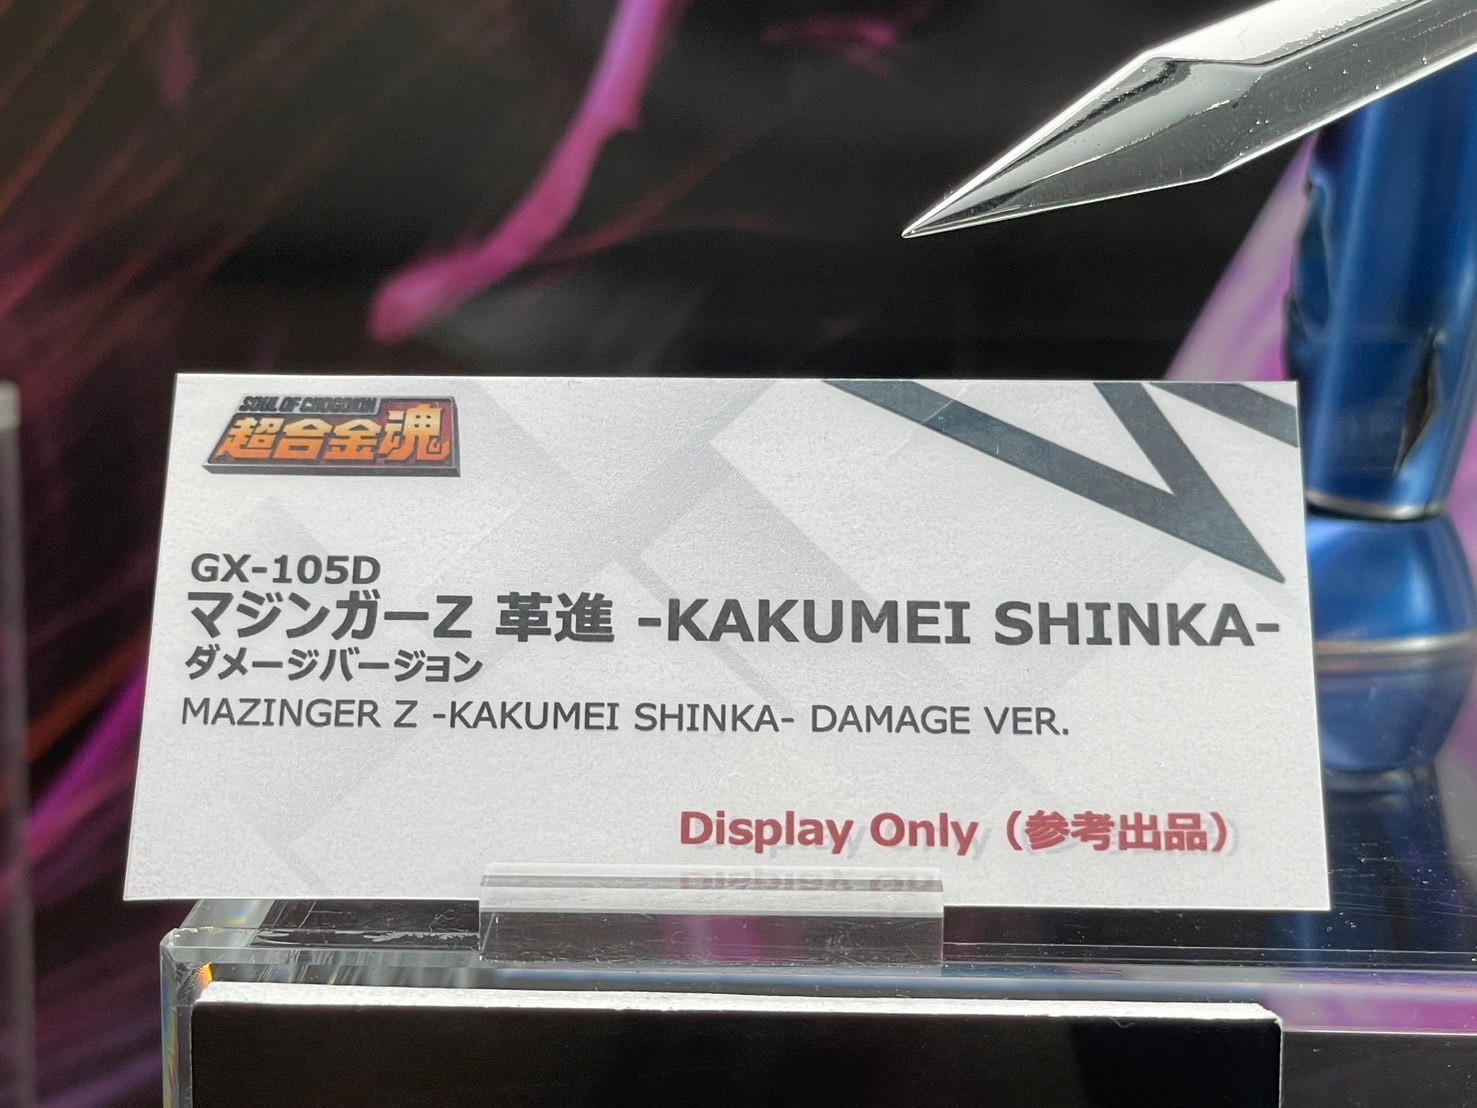 SOUL OF CHOGOKIN
超合金魂
GX-105D
マジンガーZ 革進 -KAKUMEI SHINKA-
ダメージバージョン
MAZINGER Z -KAKUMEI SHINKA- DAMAGE VER.
Display Only（参考出品）